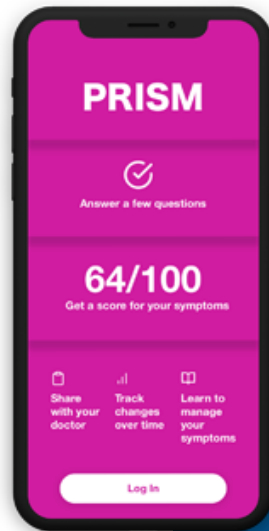 PRISM
Answer a few questions
64/100
Get a score for your symptoms
Share
with your
doctor
Track
changes
over time
Learn to
manage
your
symptoms
Log In